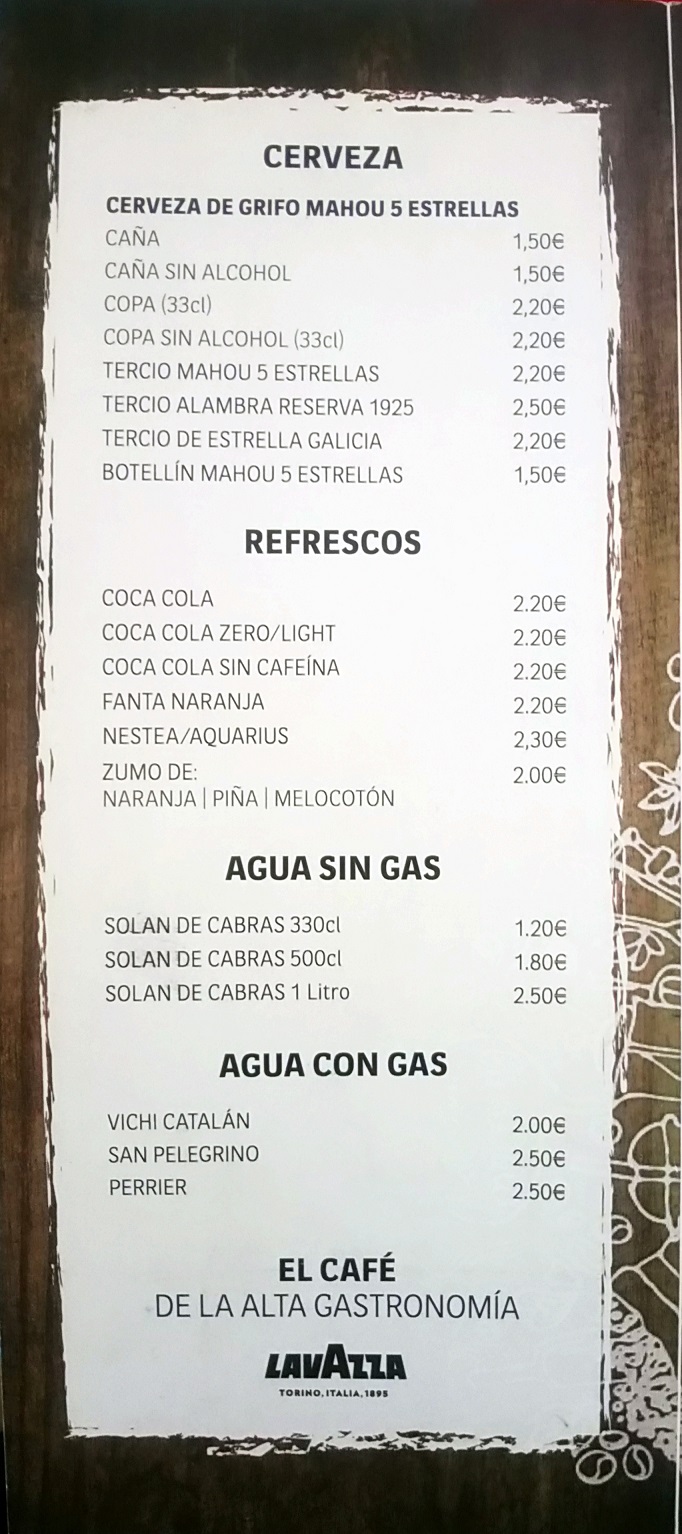 CERVEZA
CERVEZA DE GRIFO MAHOU 5 ESTRELLAS
CAÑA 1,50€
CAÑA SIN ALCOHOL 1,50€
COPA (33cl) 2,20€
COPA SIN ALCOHOL (33cl) 2,20€
TERCIO MAHOU 5 ESTRELLAS 2,20€
TERCIO ALAMBRA RESERVA 1925 2,50€
TERCIO DE ESTRELLA GALICIA 2,20€
BOTELLÍN MAHOU 5 ESTRELLAS 1,50€
REFRESCOS
COCA COLA 2.20€
COCA COLA ZERO/LIGHT 2.20€
COCA COLA SIN CAFEÍNA 2.20€
FANTA NARANJA 2.20€
NESTEA/AQUARIUS 2,30€
ZUMO DE: 2.00€
NARANJA | PIÑA | MELOCOTÓN
AGUA SIN GAS
SOLAN DE CABRAS 330cl 1.20€
SOLAN DE CABRAS 500cl 1.80€
SOLAN DE CABRAS 1 Litro 2.50€
AGUA CON GAS
VICHI CATALÁN 2.00€
SAN PELEGRINO 2.50€
PERRIER 2.50€
EL CAFÉ
DE LA ALTA GASTRONOMÍA
LAVAZZA
TORINO, ITALIA, 1895